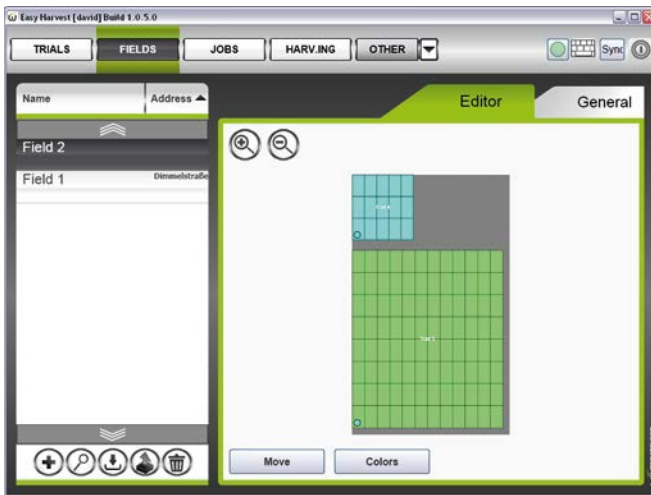 Easy Harvest [david] Build 1.0.5.0
TRIALS FIELDS JOBS HARV.ING OTHER Sync
Name Address
Editor General
Field 2
Field 1 Dimmelstraße
Move Colors